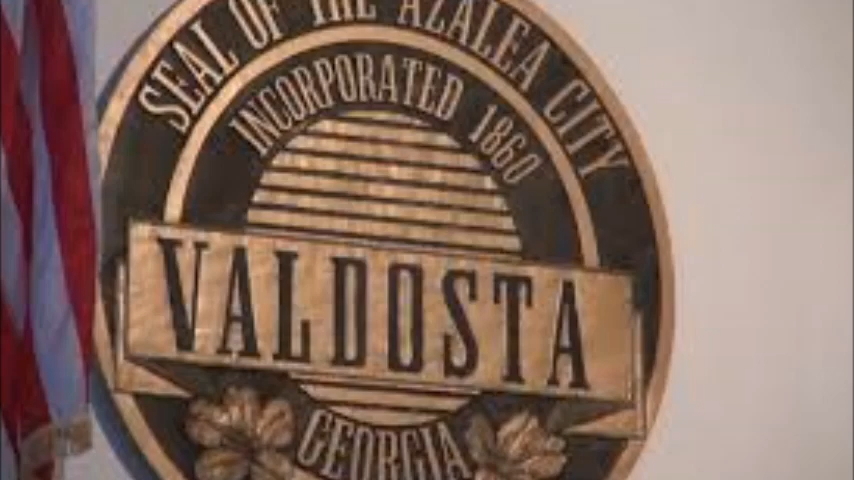 SEAL OF THE AZALEA CITY
INCORPORATED 1860
VALDOSTA
GEORGIA